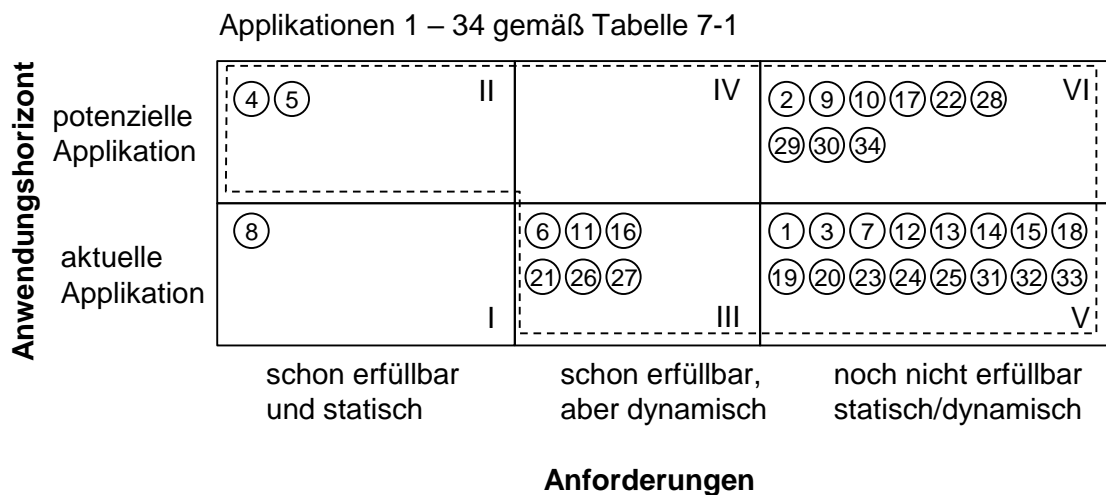 Applikationen 1 – 34 gemäß Tabelle 7-1
Anwendungshorizont
potenzielle
Applikation
4 5 II
IV
2 9 10 17 22 28 VI
29 30 34
aktuelle
Applikation
8
I
6 11 16
21 26 27
III
1 3 7 12 13 14 15 18
19 20 23 24 25 31 32 33
V
schon erfüllbar
und statisch
schon erfüllbar,
aber dynamisch
noch nicht erfüllbar
statisch/dynamisch
Anforderungen